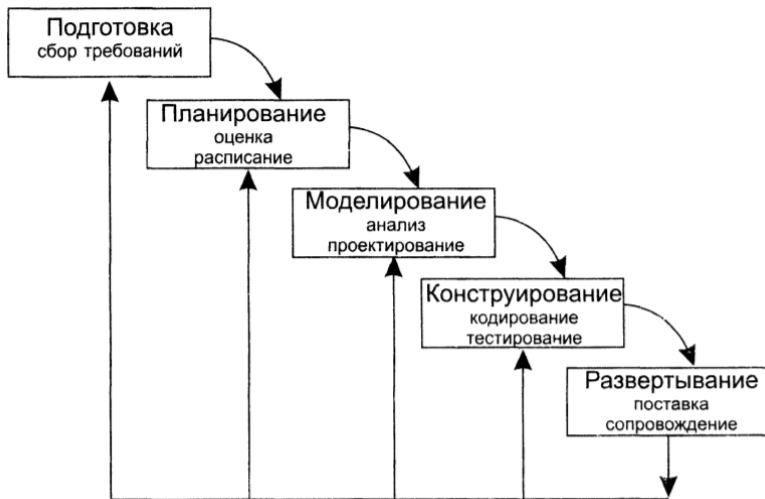 Подготовка
сбор требований
Планирование
оценка
расписание
Моделирование
анализ
проектирование
Конструирование
кодирование
тестирование
Развертывание
поставка
сопровождение